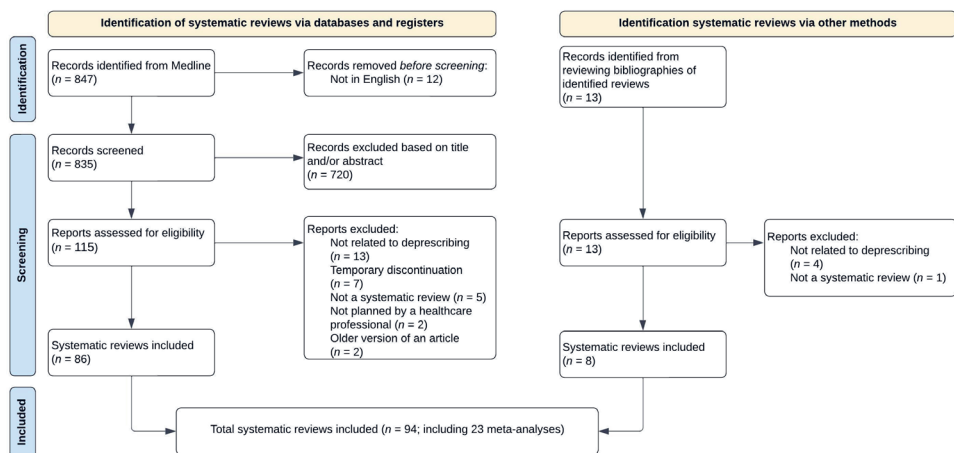 Identification of systematic reviews via databases and registers
Identification systematic reviews via other methods
Identification
Records identified from Medline
(n = 847)
Records removed before screening:
Not in English (n = 12)
Records identified from
reviewing bibliographies of
identified reviews
(n = 13)
Screening
Records screened
(n = 835)
Records excluded based on title
and/or abstract
(n = 720)
Reports assessed for eligibility
(n = 115)
Reports excluded:
Not related to deprescribing
(n = 13)
Temporary discontinuation
(n = 7)
Not a systematic review (n = 5)
Not planned by a healthcare
professional (n = 2)
Older version of an article
(n = 2)
Reports assessed for eligibility
(n = 13)
Reports excluded:
Not related to deprescribing
(n = 4)
Not a systematic review (n = 1)
Systematic reviews included
(n = 86)
Systematic reviews included
(n = 8)
Included
Total systematic reviews included (n = 94; including 23 meta-analyses)